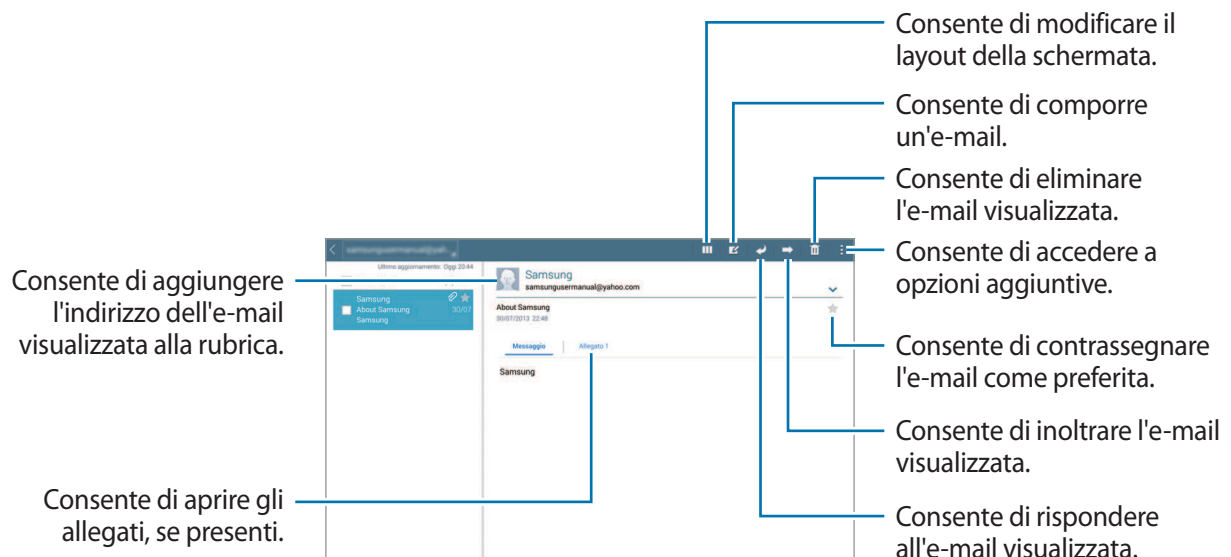 Consente di modificare il
layout della schermata.
Consente di comporre
un'e-mail.
Consente di eliminare
l'e-mail visualizzata.
Consente di accedere a
opzioni aggiuntive.
Consente di contrassegnare
l'e-mail come preferita.
Consente di inoltrare l'e-mail
visualizzata.
Consente di rispondere
all'e-mail visualizzata.
Consente di aggiungere
l'indirizzo dell'e-mail
visualizzata alla rubrica.
Consente di aprire gli
allegati, se presenti.
samsungusermanual@yah..
Ultimo aggiornamento: Oggi 20:44
Samsung
About Samsung 30/07
Samsung
Samsung
samsungusermanual@yahoo.com
About Samsung
30/07/2013 22:48
Messaggio Allegato 1
Samsung